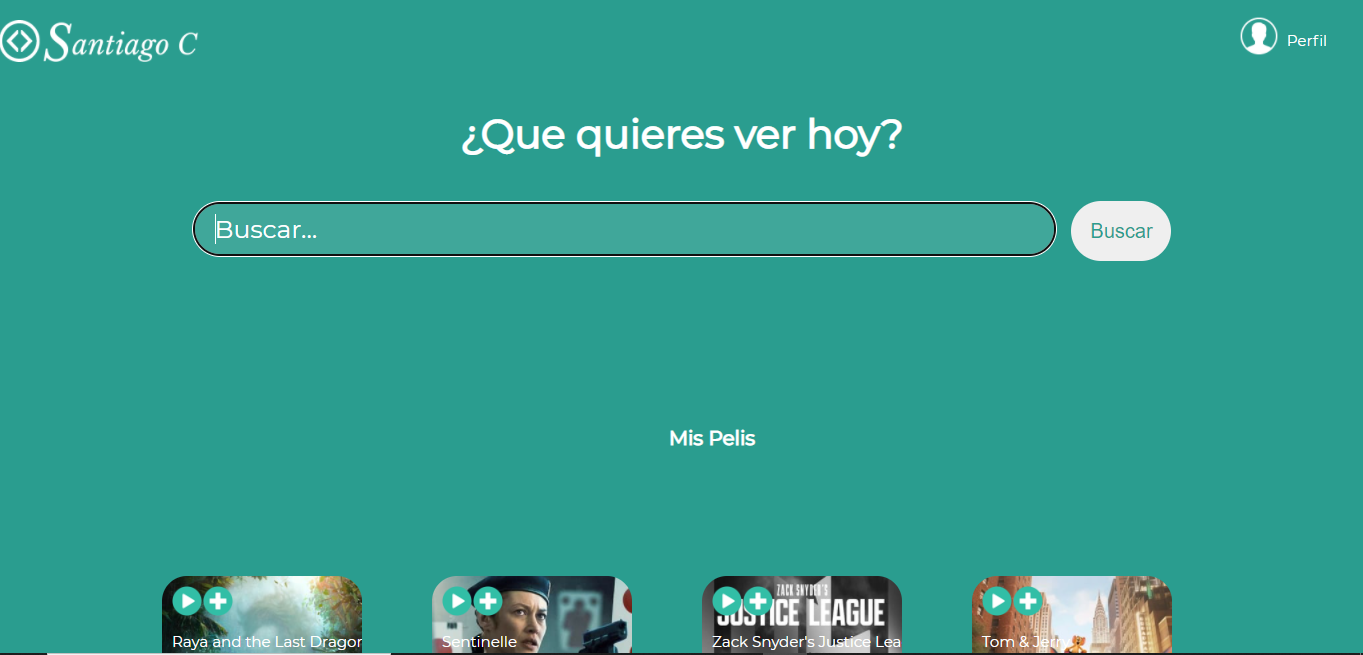 Santiago C
Perfil
¿Que quieres ver hoy?
Buscar...
Buscar
Mis Pelis
ZACK SNYDER'S
JUSTICE LEAGUE
Raya and the Last Dragon
Sentinelle
Zack Snyder's Justice Lea
Tom & Jerry